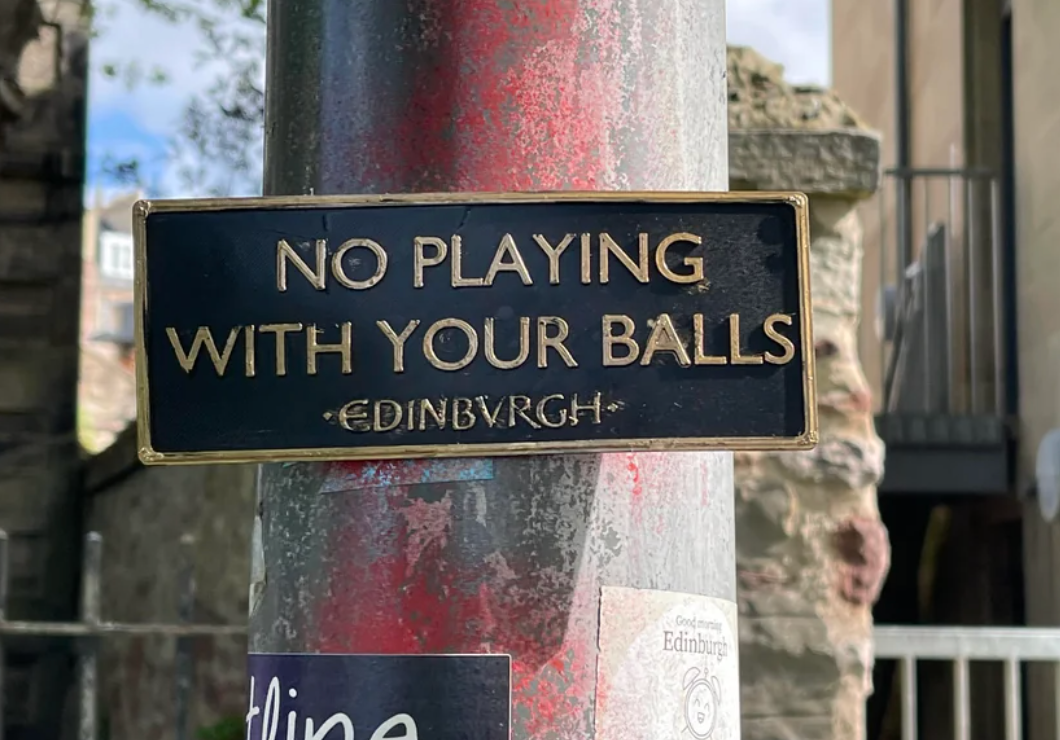 NO PLAYING
WITH YOUR BALLS
·EDINBVRGH·
Good morning
Edinburgh